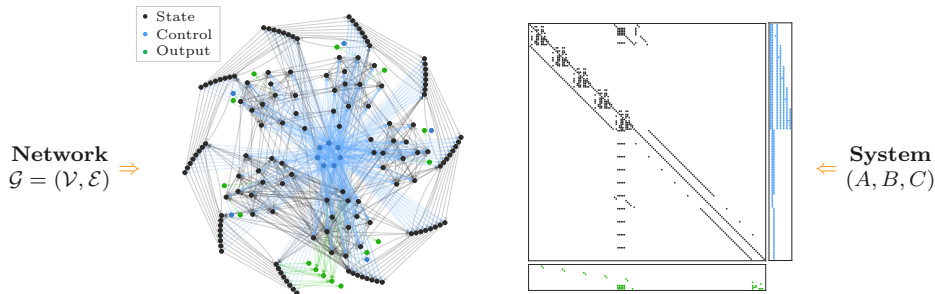 State
Control
Output
Network
𝒢 = (𝒱, ℰ)
⇒
⇐
System
(A, B, C)